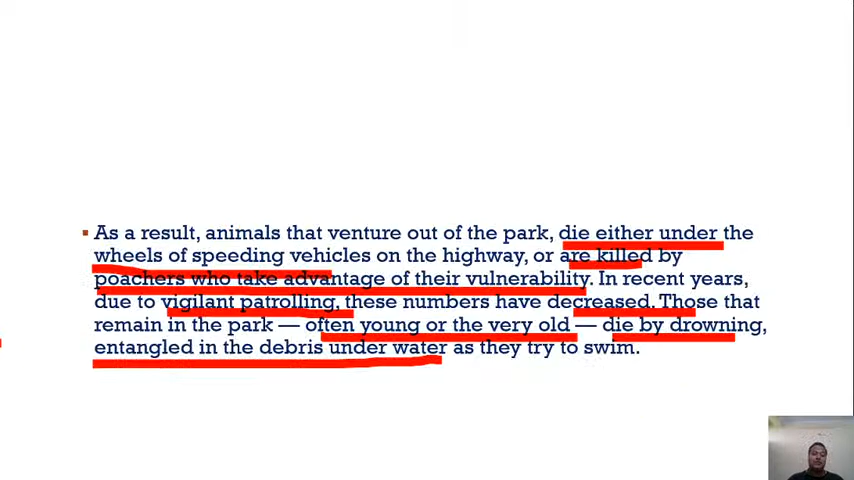 ▪ As a result, animals that venture out of the park, die either under the
wheels of speeding vehicles on the highway, or are killed by
poachers who take advantage of their vulnerability. In recent years,
due to vigilant patrolling, these numbers have decreased. Those that
remain in the park — often young or the very old — die by drowning,
entangled in the debris under water as they try to swim.